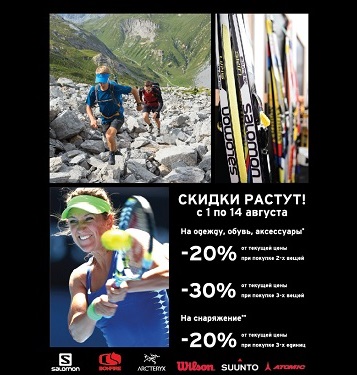 salomon
СКИДКИ РАСТУТ!
с 1 по 14 августа
На одежду, обувь, аксессуары*
-20% от текущей цены
при покупке 2-х вещей
-30% от текущей цены
при покупке 3-х вещей
На снаряжение**
-20% от текущей цены
при покупке 3-х единиц
SALOMON
BONFIRE
ARC'TERYX
Wilson
SUUNTO
ATOMIC